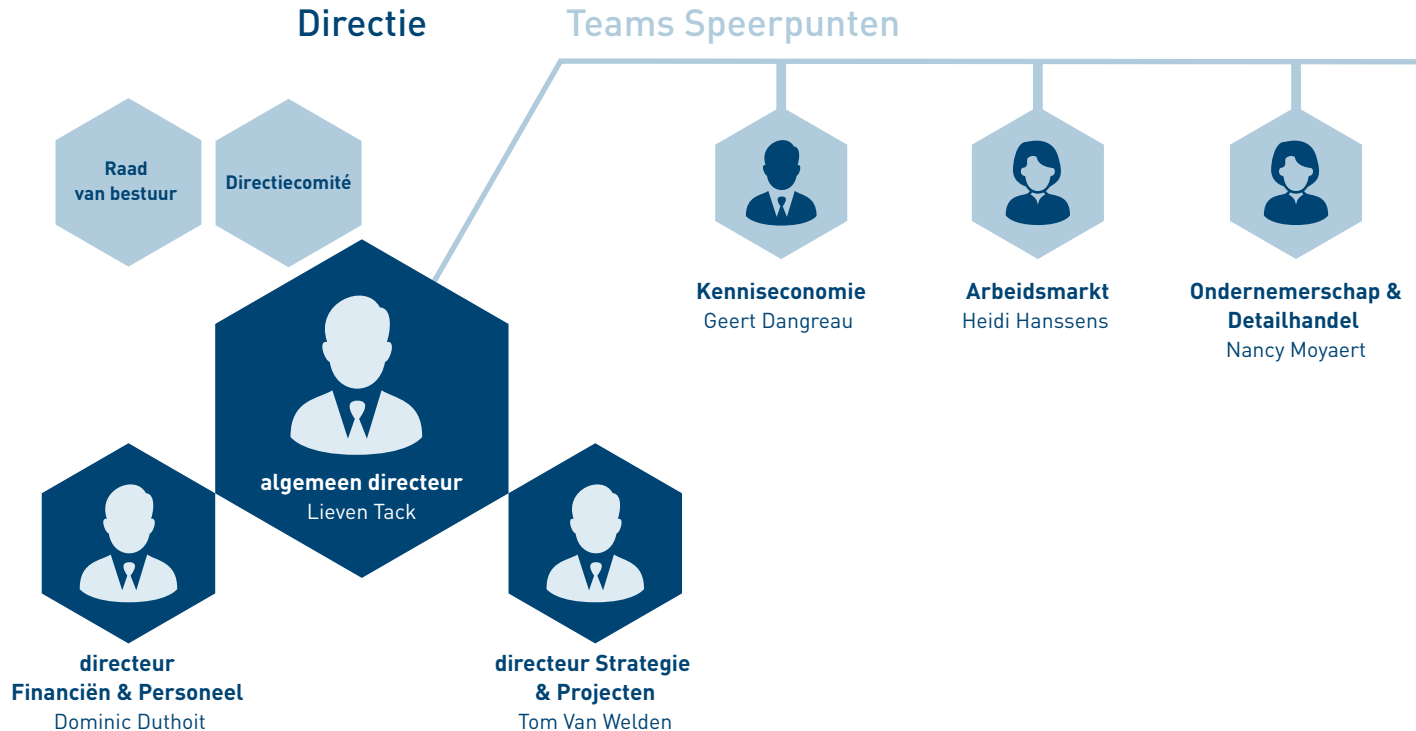 Directie
Teams Speerpunten
Raad
van bestuur
Directiecomité
Kenniseconomie
Geert Dangreau
Arbeidsmarkt
Heidi Hanssens
Ondernemerschap &
Detailhandel
Nancy Moyaert
algemeen directeur
Lieven Tack
directeur
Financiën & Personeel
Dominic Duthoit
directeur Strategie
& Projecten
Tom Van Welden